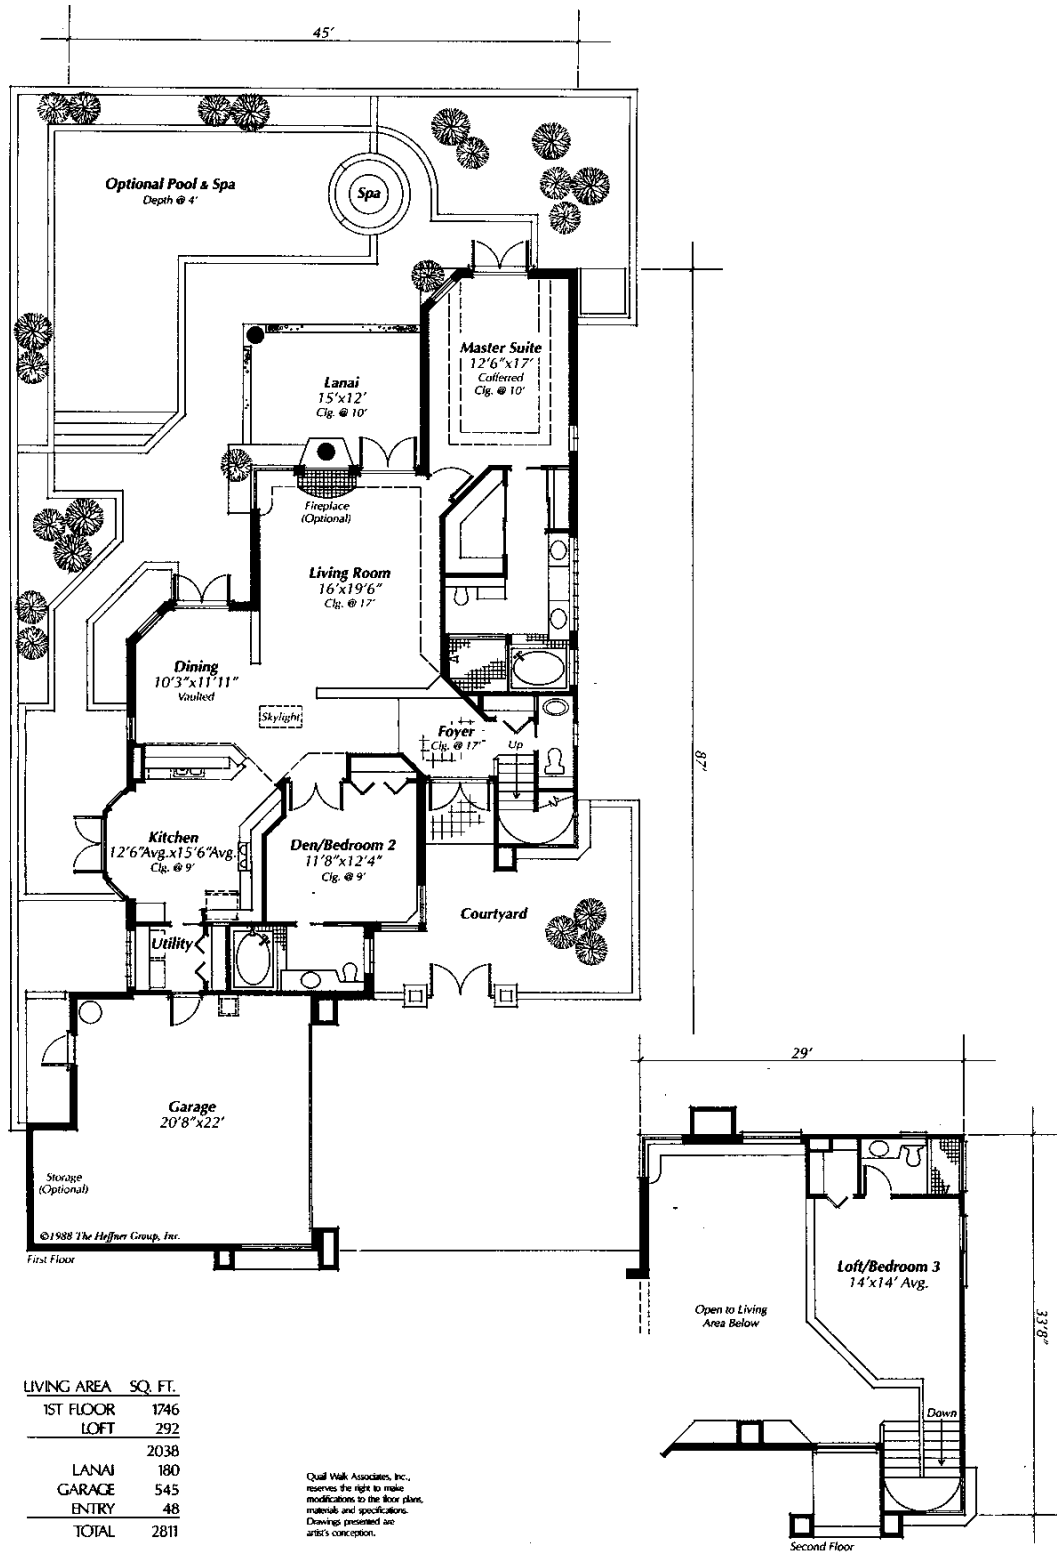 45'
Optional Pool & Spa
Depth @ 4'
Spa
Master Suite
12'6"x17'
Cofferred
Clg. @ 10'
Lanai
15'x12'
Clg. @ 10'
Fireplace
(Optional)
Living Room
16'x19'6"
Clg. @ 17'
Dining
10'3"x11'11"
Vaulted
Skylight
Foyer
Clg. @ 17'
Up
87'
Kitchen
12'6"Avg.x15'6"Avg.
Clg. @ 9'
Den/Bedroom 2
11'8"x12'4"
Clg. @ 9'
Courtyard
Utility
Garage
20'8"x22'
Storage
(Optional)
©1988 The Heffner Group, Inc.
First Floor
29'
Loft/Bedroom 3
14'x14' Avg.
Open to Living
Area Below
33'8"
Down
Second Floor
LIVING AREA SQ. FT.
1ST FLOOR 1746
LOFT 292
2038
LANAI 180
GARAGE 545
ENTRY 48
TOTAL 2811
Quail Walk Associates, Inc.,
reserves the right to make
modifications to the floor plans,
materials and specifications.
Drawings presented are
artist's conception.